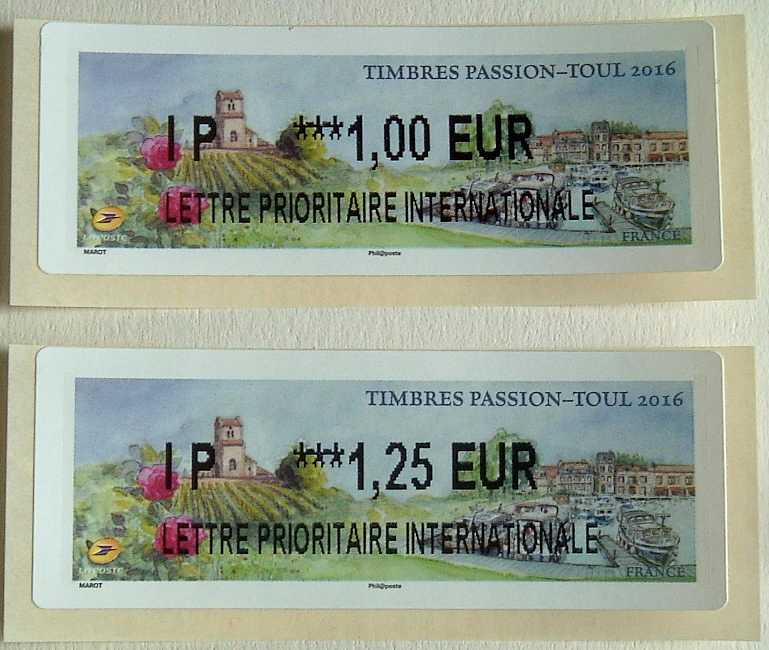 TIMBRES PASSION–TOUL 2016
I P ***1,00 EUR
LETTRE PRIORITAIRE INTERNATIONALE
LA POSTE
FRANCE
MAROT
Phil@poste
TIMBRES PASSION–TOUL 2016
I P ***1,25 EUR
LETTRE PRIORITAIRE INTERNATIONALE
LA POSTE
FRANCE
MAROT
Phil@poste